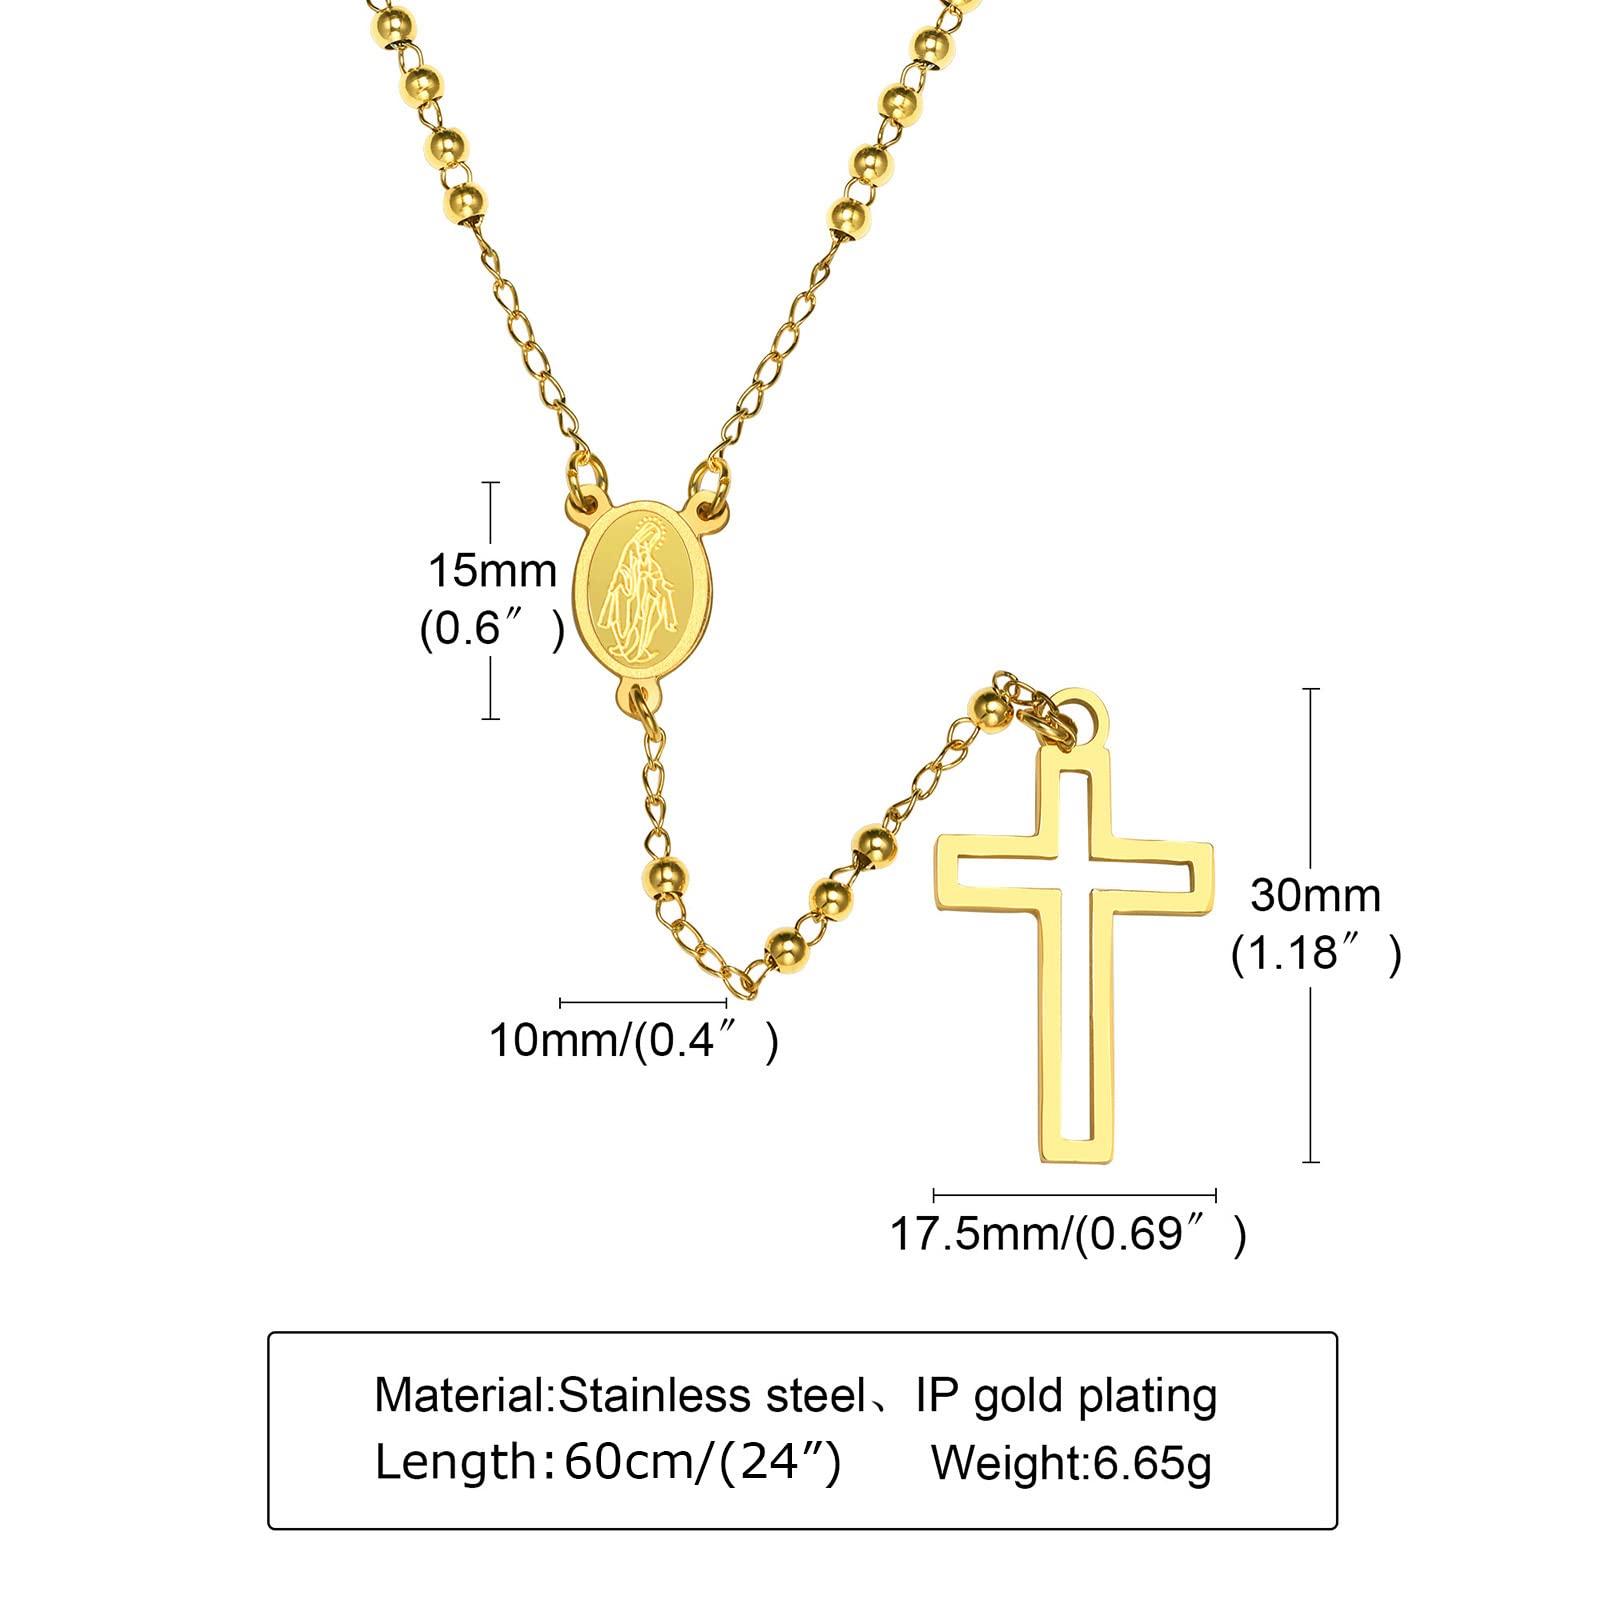 15mm
(0.6″ )
30mm
(1.18″ )
10mm/(0.4″ )
17.5mm/(0.69″ )
Material:Stainless steel、IP gold plating
Length:60cm/(24″) Weight:6.65g